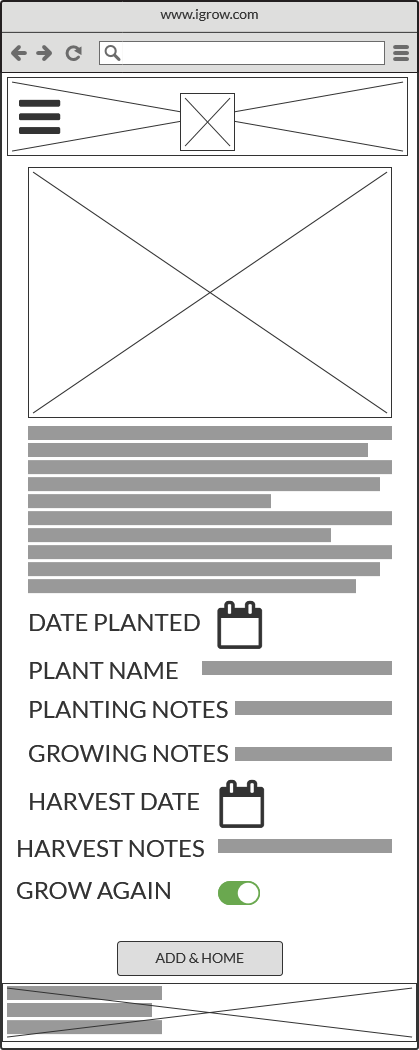 www.igrow.com
DATE PLANTED
PLANT NAME
PLANTING NOTES
GROWING NOTES
HARVEST DATE
HARVEST NOTES
GROW AGAIN
ADD & HOME